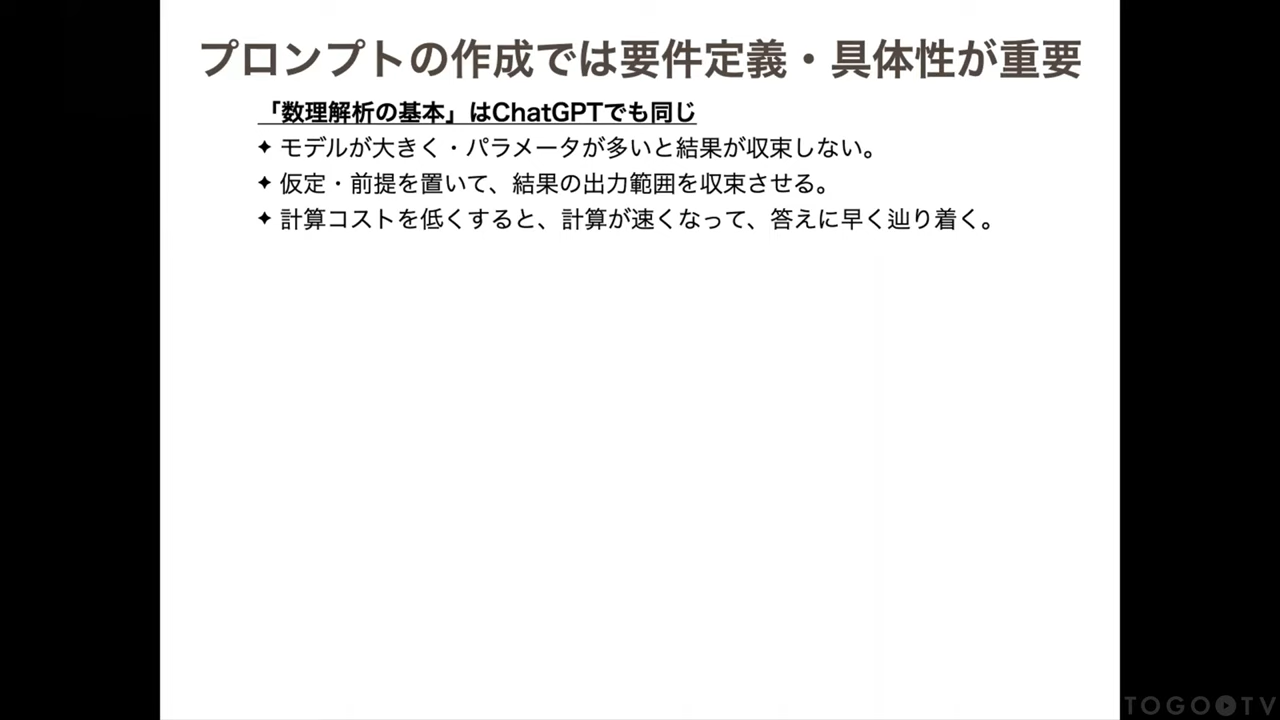 プロンプトの作成では要件定義・具体性が重要
「数理解析の基本」はChatGPTでも同じ
✦ モデルが大きく・パラメータが多いと結果が収束しない。
✦ 仮定・前提を置いて、結果の出力範囲を収束させる。
✦ 計算コストを低くすると、計算が速くなって、答えに早く辿り着く。
TOGO TV